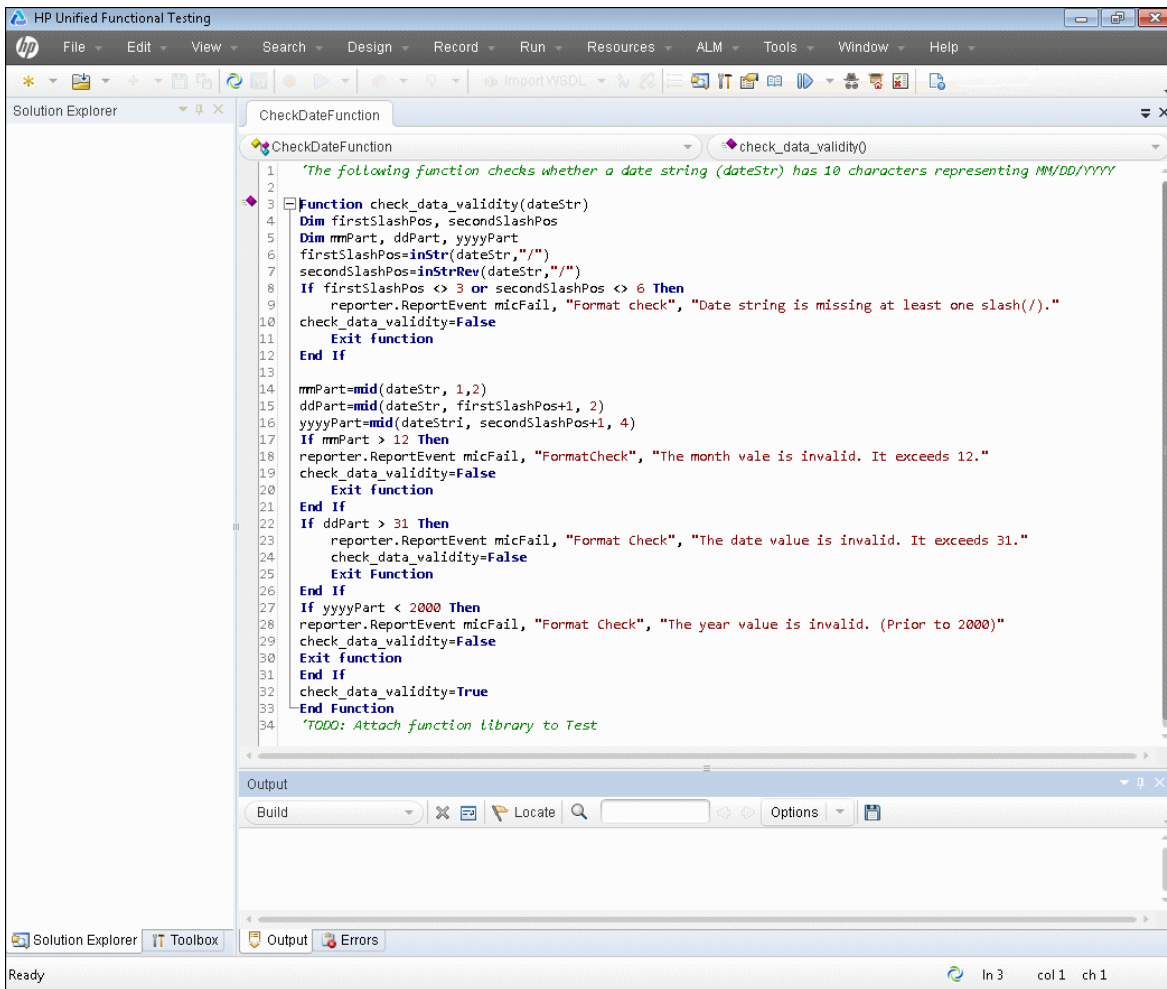 HP Unified Functional Testing
hp File Edit View Search Design Record Run Resources ALM Tools Window Help
Import WSDL
Solution Explorer
CheckDateFunction
CheckDateFunction
check_data_validity()
1 'The following function checks whether a date string (dateStr) has 10 characters representing MM/DD/YYYY
2
3 Function check_data_validity(dateStr)
4 Dim firstSlashPos, secondSlashPos
5 Dim mmPart, ddPart, yyyyPart
6 firstSlashPos=inStr(dateStr,"/")
7 secondSlashPos=inStrRev(dateStr,"/")
8 If firstSlashPos <> 3 or secondSlashPos <> 6 Then
9 reporter.ReportEvent micFail, "Format check", "Date string is missing at least one slash(/)."
10 check_data_validity=False
11 Exit function
12 End If
13
14 mmPart=mid(dateStr, 1,2)
15 ddPart=mid(dateStr, firstSlashPos+1, 2)
16 yyyyPart=mid(dateStri, secondSlashPos+1, 4)
17 If mmPart > 12 Then
18 reporter.ReportEvent micFail, "FormatCheck", "The month vale is invalid. It exceeds 12."
19 check_data_validity=False
20 Exit function
21 End If
22 If ddPart > 31 Then
23 reporter.ReportEvent micFail, "Format Check", "The date value is invalid. It exceeds 31."
24 check_data_validity=False
25 Exit Function
26 End If
27 If yyyyPart < 2000 Then
28 reporter.ReportEvent micFail, "Format Check", "The year value is invalid. (Prior to 2000)"
29 check_data_validity=False
30 Exit function
31 End If
32 check_data_validity=True
33 End Function
34 'TODO: Attach function library to Test
Output
Build Locate Options
Solution Explorer Toolbox Output Errors
Ready ln 3 col 1 ch 1